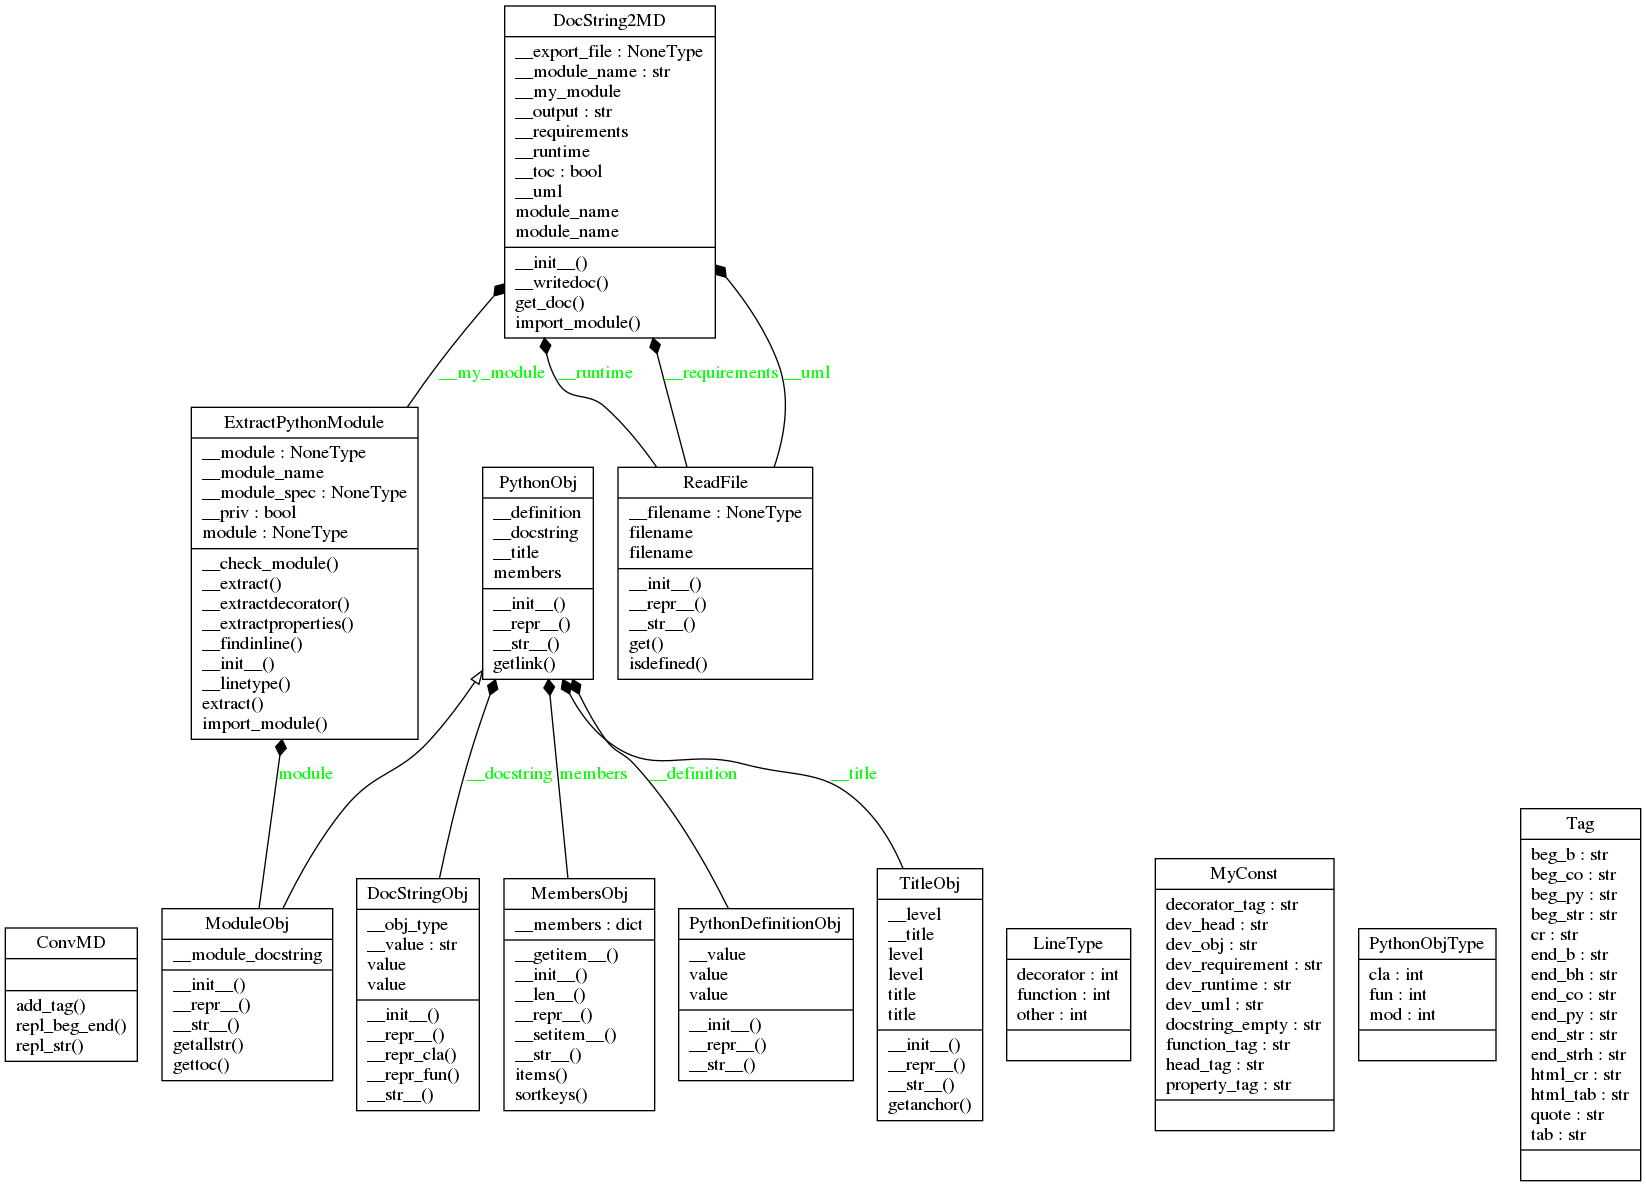 DocString2MD
__export_file : NoneType
__module_name : str
__my_module
__output : str
__requirements
__runtime
__toc : bool
__uml
module_name
module_name
__init__()
__writedoc()
get_doc()
import_module()
__my_module
__runtime
__requirements
__uml
ExtractPythonModule
__module : NoneType
__module_name
__module_spec : NoneType
__priv : bool
module : NoneType
__check_module()
__extract()
__extractdecorator()
__extractproperties()
__findinline()
__init__()
__linetype()
extract()
import_module()
PythonObj
__definition
__docstring
__title
members
__init__()
__repr__()
__str__()
getlink()
ReadFile
__filename : NoneType
filename
filename
__init__()
__repr__()
__str__()
get()
isdefined()
module
__docstring
members
__definition
__title
ConvMD
add_tag()
repl_beg_end()
repl_str()
ModuleObj
__module_docstring
__init__()
__repr__()
__str__()
getallstr()
gettoc()
DocStringObj
__obj_type
__value : str
value
value
__init__()
__repr__()
__repr_cla()
__repr_fun()
__str__()
MembersObj
__members : dict
__getitem__()
__init__()
__len__()
__repr__()
__setitem__()
__str__()
items()
sortkeys()
PythonDefinitionObj
__value
value
value
__init__()
__repr__()
__str__()
TitleObj
__level
__title
level
level
title
title
__init__()
__repr__()
__str__()
getanchor()
LineType
decorator : int
function : int
other : int
MyConst
decorator_tag : str
dev_head : str
dev_obj : str
dev_requirement : str
dev_runtime : str
dev_uml : str
docstring_empty : str
function_tag : str
head_tag : str
property_tag : str
PythonObjType
cla : int
fun : int
mod : int
Tag
beg_b : str
beg_co : str
beg_py : str
beg_str : str
cr : str
end_b : str
end_bh : str
end_co : str
end_py : str
end_str : str
end_strh : str
html_cr : str
html_tab : str
quote : str
tab : str